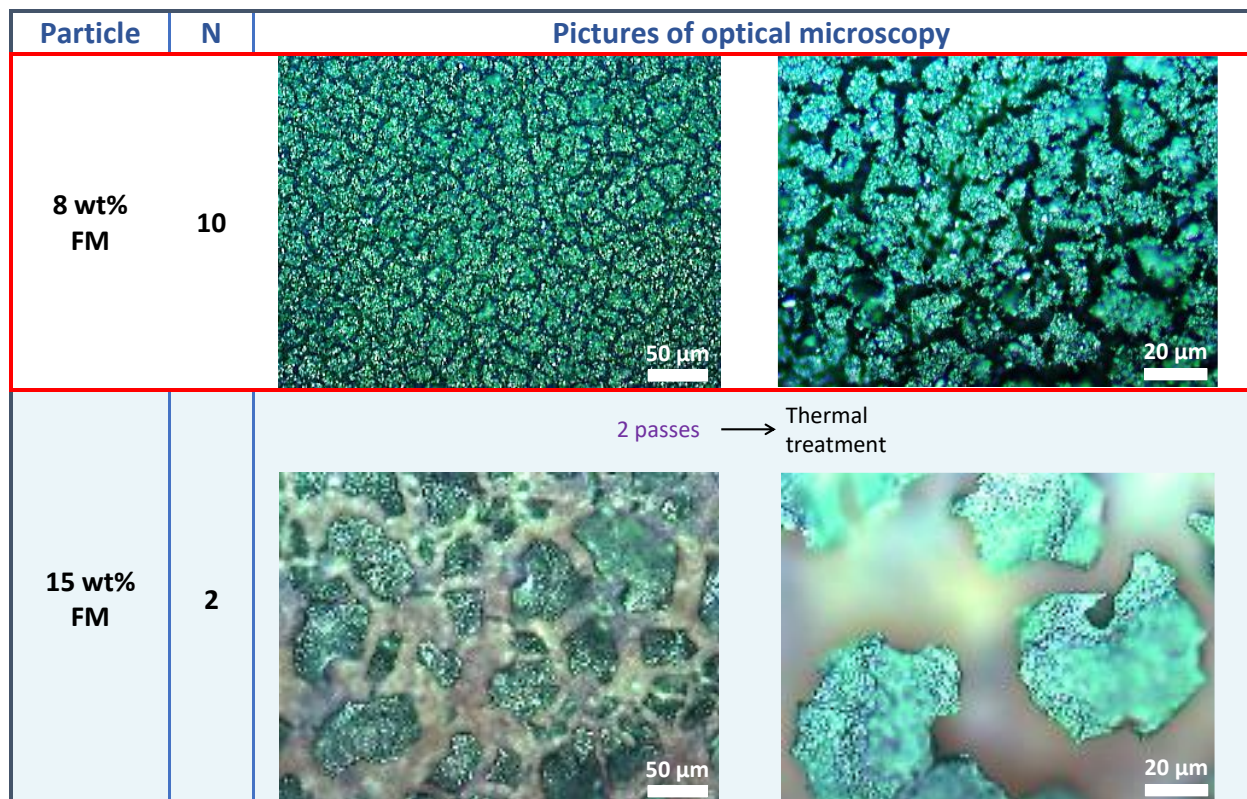 Particle N Pictures of optical microscopy
8 wt%
FM
10
50 µm
20 µm
2 passes
Thermal
treatment
15 wt%
FM
2
50 µm
20 µm